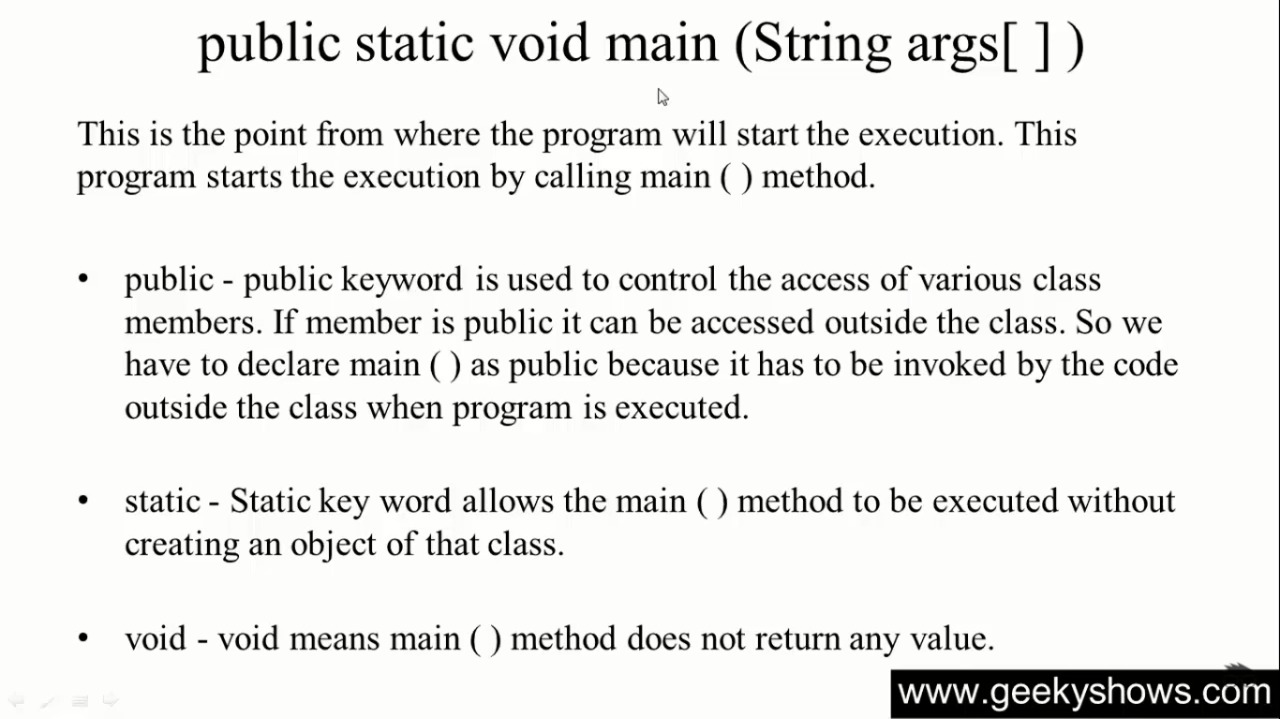 public static void main (String args[ ] )
This is the point from where the program will start the execution. This
program starts the execution by calling main ( ) method.
• public - public keyword is used to control the access of various class
members. If member is public it can be accessed outside the class. So we
have to declare main ( ) as public because it has to be invoked by the code
outside the class when program is executed.
• static - Static key word allows the main ( ) method to be executed without
creating an object of that class.
• void - void means main ( ) method does not return any value.
www.geekyshows.com